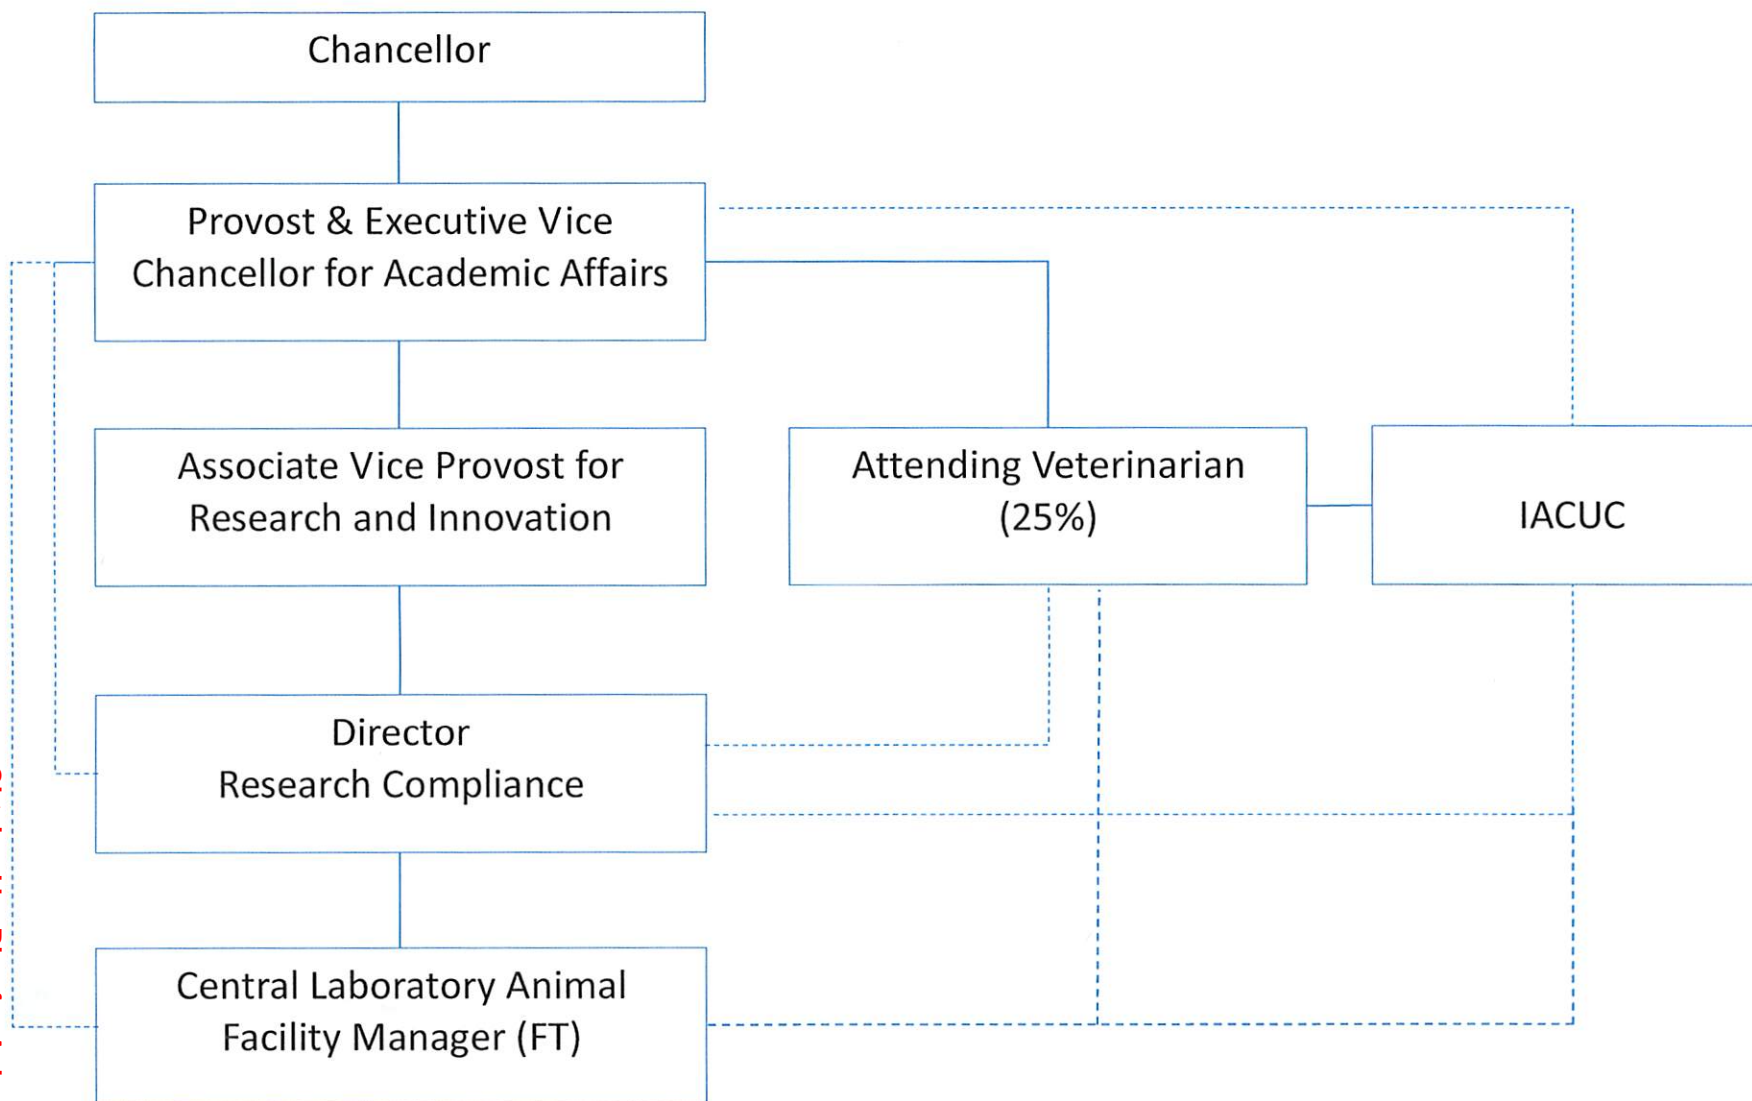 Chancellor
Provost & Executive Vice
Chancellor for Academic Affairs
Associate Vice Provost for
Research and Innovation
Attending Veterinarian
(25%)
IACUC
Director
Research Compliance
Central Laboratory Animal
Facility Manager (FT)